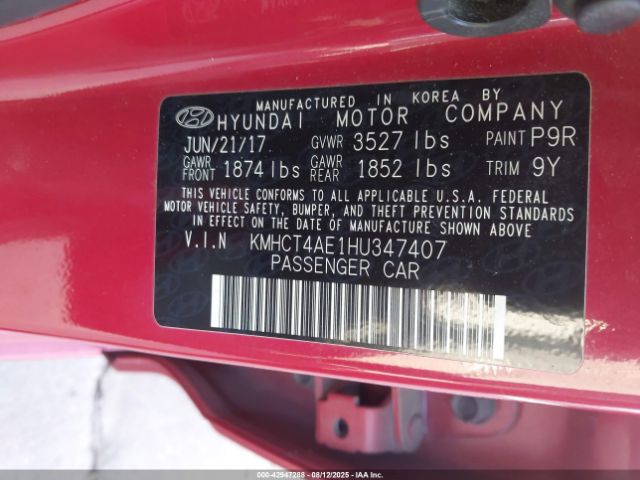 MANUFACTURED IN KOREA BY
HYUNDAI MOTOR COMPANY
JUN/21/17 GVWR 3527 lbs PAINT P9R
GAWR FRONT 1874 lbs GAWR REAR 1852 lbs TRIM 9Y
THIS VEHICLE CONFORMS TO ALL APPLICABLE U.S.A. FEDERAL
MOTOR VEHICLE SAFETY, BUMPER, AND THEFT PREVENTION STANDARDS
IN EFFECT ON THE DATE OF MANUFACTURE SHOWN ABOVE
V.I.N KMHCT4AE1HU347407
PASSENGER CAR
000-42547288 - 08/12/2025 - IAAI.com